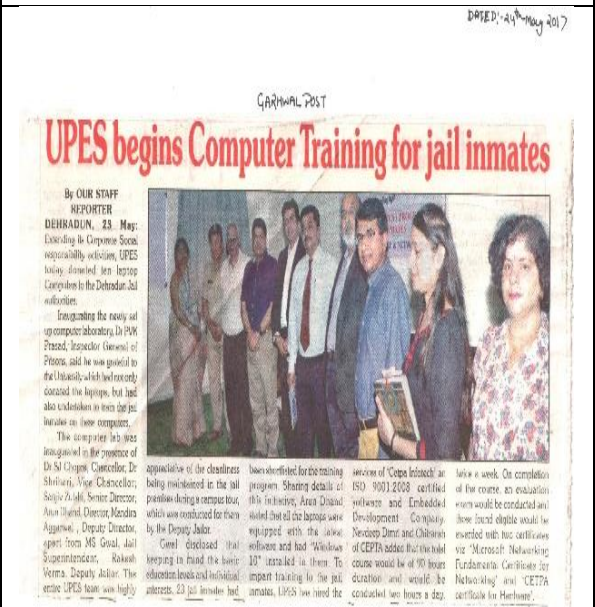 DATED:-24th-May 2017
GARHWAL POST
UPES begins Computer Training for jail inmates
By OUR STAFF
REPORTER
DEHRADUN, 23 May:
Extending its Corporate Social
responsibility activities, UPES
today donated ten laptop
Computers to the Dehradun Jail
authorities.
Inaugurating the newly set
up computer laboratory, Dr PVK
Prasad, Inspector General of
Prisons, said he was grateful to
the University which had not only
donated the laptops, but had
also undertaken to train the jail
inmates on these computers.
The computer lab was
inaugurated in the presence of
Dr SJ Chopra, Chancellor, Dr
Shrihari, Vice Chancellor,
Senior Director,
Arun Dhand, Director, Mandira
Aggarwal, Deputy Director,
apart from MS Gwal, Jail
Superintendent, Rakesh
Verma, Deputy Jailor. The
entire UPES team was highly
appreciative of the cleanliness
being maintained in the jail
premises during a campus tour,
which was conducted for them
by the Deputy Jailor.
Gwal disclosed that
keeping in mind the basic
education levels and individual
interests, 23 jail inmates had
been shortlisted for the training
program. Sharing details of
this initiative, Arun Dhand
stated that all the laptops were
equipped with the latest
software and had "Windows
10" installed in them. To
impart training to the jail
inmates, UPES has hired the
services of 'Cetpa Infotech' an
ISO 9001:2008 certified
software and Embedded
Development Company.
Navdeep Dimri and
of CEPTA added that the total
course would be of 90 hours
duration and would be
conducted two hours a day,
twice a week. On completion
of the course, an evaluation
exam would be conducted and
those found eligible would be
awarded with two certificates
viz 'Microsoft Networking
Fundamental Certificate for
Networking' and 'CETPA
certificate for Hardware'.